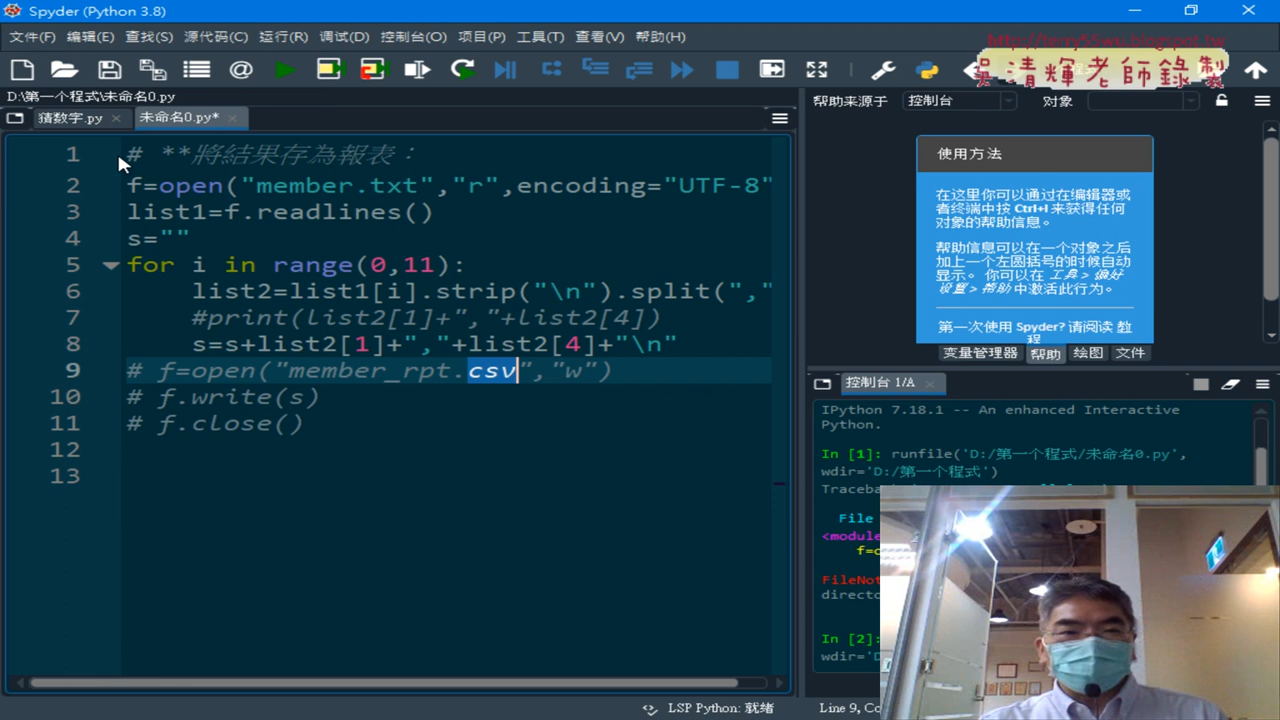 Spyder (Python 3.8)
文件(F) 编辑(E) 查找(S) 源代码(C) 运行(R) 调试(D) 控制台(O) 项目(P) 工具(T) 查看(V) 帮助(H)
http://terry55wu.blogspot.tw
吳清輝老師錄製
D:\第一个程式\未命名0.py
猜数字.py
未命名0.py*
1 # **將結果存為報表：
2 f=open("member.txt","r",encoding="UTF-8"
3 list1=f.readlines()
4 s=""
5 for i in range(0,11):
6 list2=list1[i].strip("\n").split(","
7 #print(list2[1]+","+list2[4])
8 s=s+list2[1]+","+list2[4]+"\n"
9 # f=open("member_rpt.csv","w")
10 # f.write(s)
11 # f.close()
12
13
帮助来源于 控制台 对象
使用方法
在这里你可以通过在编辑器或
者终端中按 Ctrl+I 来获得任何
对象的帮助信息。
帮助信息可以在一个对象之后
加上一个左圆括号的时候自动
显示。 你可以在 工具 > 偏好
设置 > 帮助 中激活此行为。
第一次使用 Spyder? 请阅读 教
程
变量管理器 帮助 绘图 文件
控制台 1/A
IPython 7.18.1 -- An enhanced Interactive
Python.
In [1]: runfile('D:/第一个程式/未命名0.py',
wdir='D:/第一个程式')
Traceb
File
<module
f=o
FileNot
directo
In [2]:
wdir='D
LSP Python: 就绪 Line 9, Co